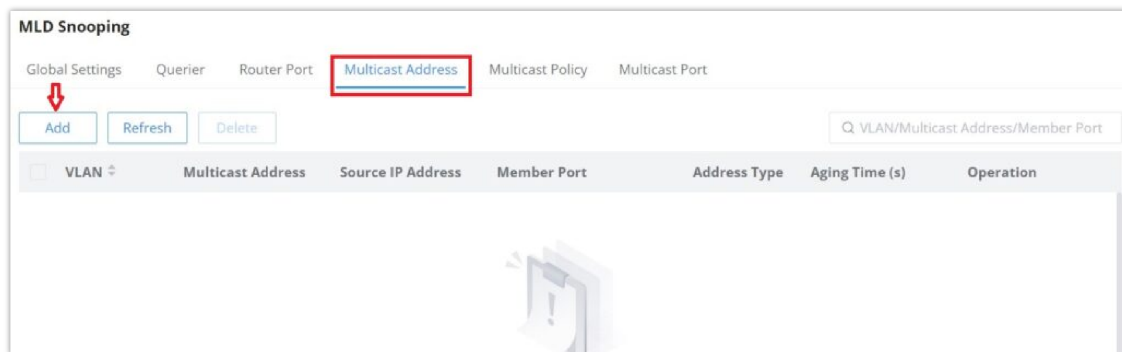 MLD Snooping
Global Settings Querier Router Port Multicast Address Multicast Policy Multicast Port
Add Refresh Delete VLAN/Multicast Address/Member Port
VLAN Multicast Address Source IP Address Member Port Address Type Aging Time (s) Operation